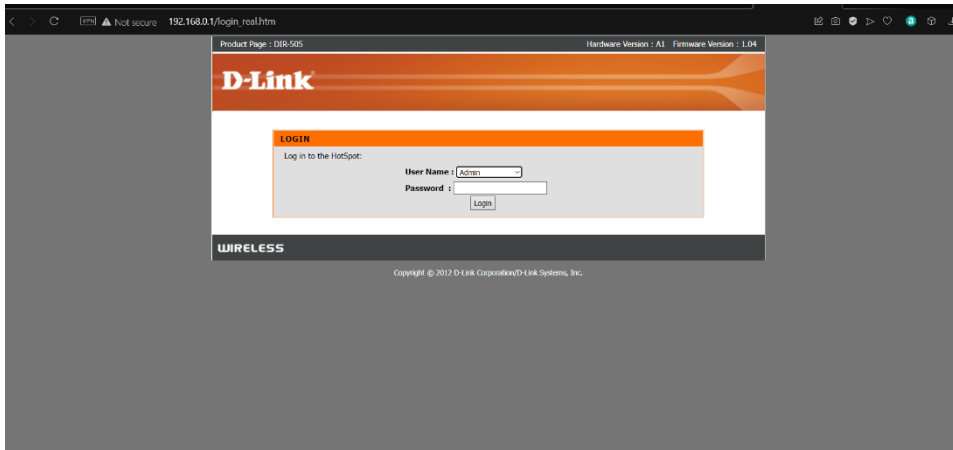 VPN Not secure 192.168.0.1/login_real.htm
Product Page : DIR-505 Hardware Version : A1 Firmware Version : 1.04
D-Link
LOGIN
Log in to the HotSpot:
User Name : Admin
Password :
Login
WIRELESS
Copyright © 2012 D-Link Corporation/D-Link Systems, Inc.